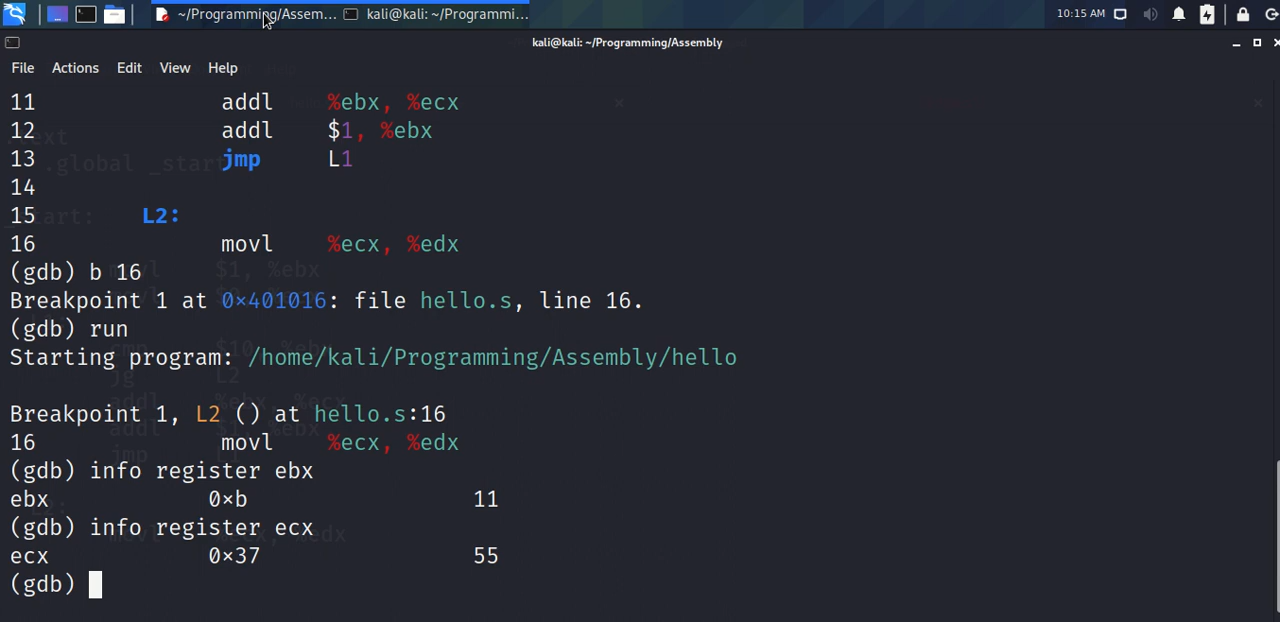 ~/Programming/Assem... kali@kali: ~/Programmi... 10:15 AM
kali@kali: ~/Programming/Assembly
File Actions Edit View Help
11 addl %ebx, %ecx
12 addl $1, %ebx
13 jmp L1
14
15 L2:
16 movl %ecx, %edx
(gdb) b 16
Breakpoint 1 at 0x401016: file hello.s, line 16.
(gdb) run
Starting program: /home/kali/Programming/Assembly/hello
Breakpoint 1, L2 () at hello.s:16
16 movl %ecx, %edx
(gdb) info register ebx
ebx 0xb 11
(gdb) info register ecx
ecx 0x37 55
(gdb)